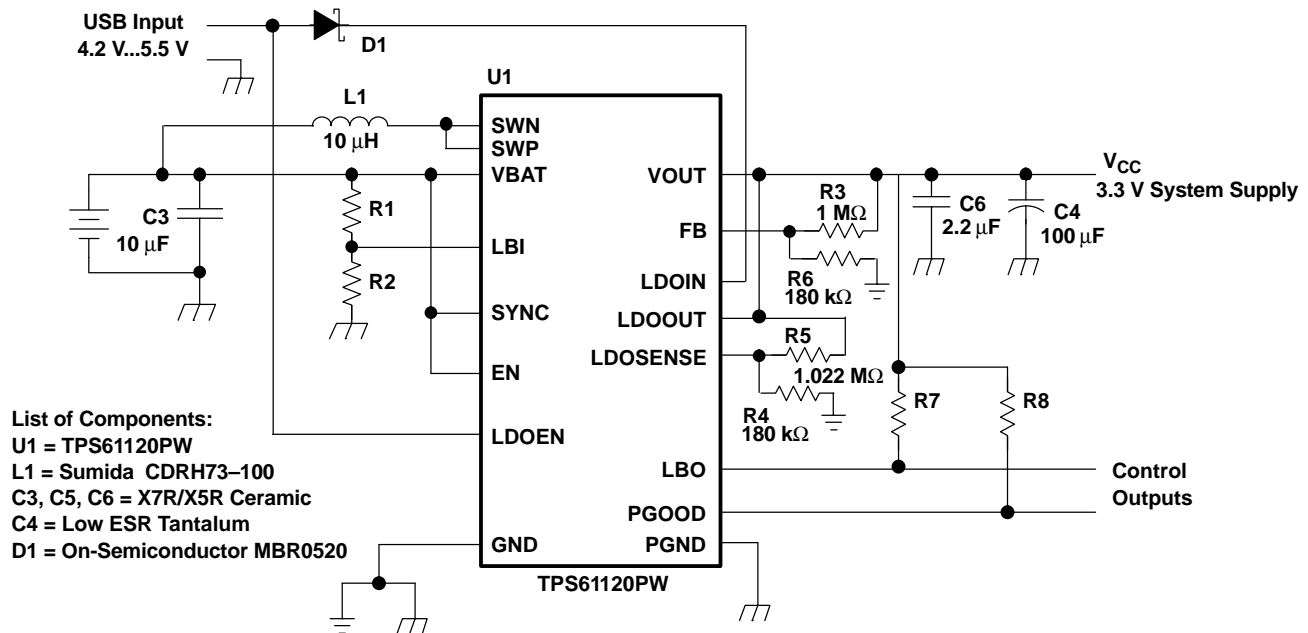 USB Input
4.2 V...5.5 V
D1
U1
L1
10 μH
SWN
SWP
VBAT
VOUT
VCC
3.3 V System Supply
C3
10 μF
R1
R3
1 MΩ
C6
2.2 μF
C4
100 μF
FB
LBI
R2
R6
180 kΩ
LDOIN
SYNC
LDOOUT
R5
1.022 MΩ
LDOSENSE
EN
R4
180 kΩ
R7
R8
List of Components:
U1 = TPS61120PW
L1 = Sumida CDRH73–100
C3, C5, C6 = X7R/X5R Ceramic
C4 = Low ESR Tantalum
D1 = On-Semiconductor MBR0520
LDOEN
LBO
Control
Outputs
PGOOD
GND
PGND
TPS61120PW